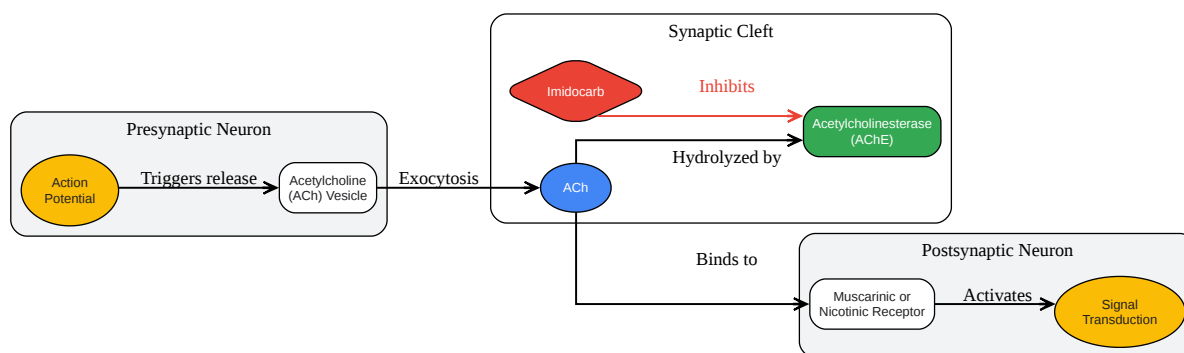 Synaptic Cleft
Imidocarb
Inhibits
Acetylcholinesterase
(AChE)
Presynaptic Neuron
Hydrolyzed by
Action
Potential
Triggers release
Acetylcholine
(ACh) Vesicle
Exocytosis
ACh
Postsynaptic Neuron
Binds to
Muscarinic or
Nicotinic Receptor
Activates
Signal
Transduction